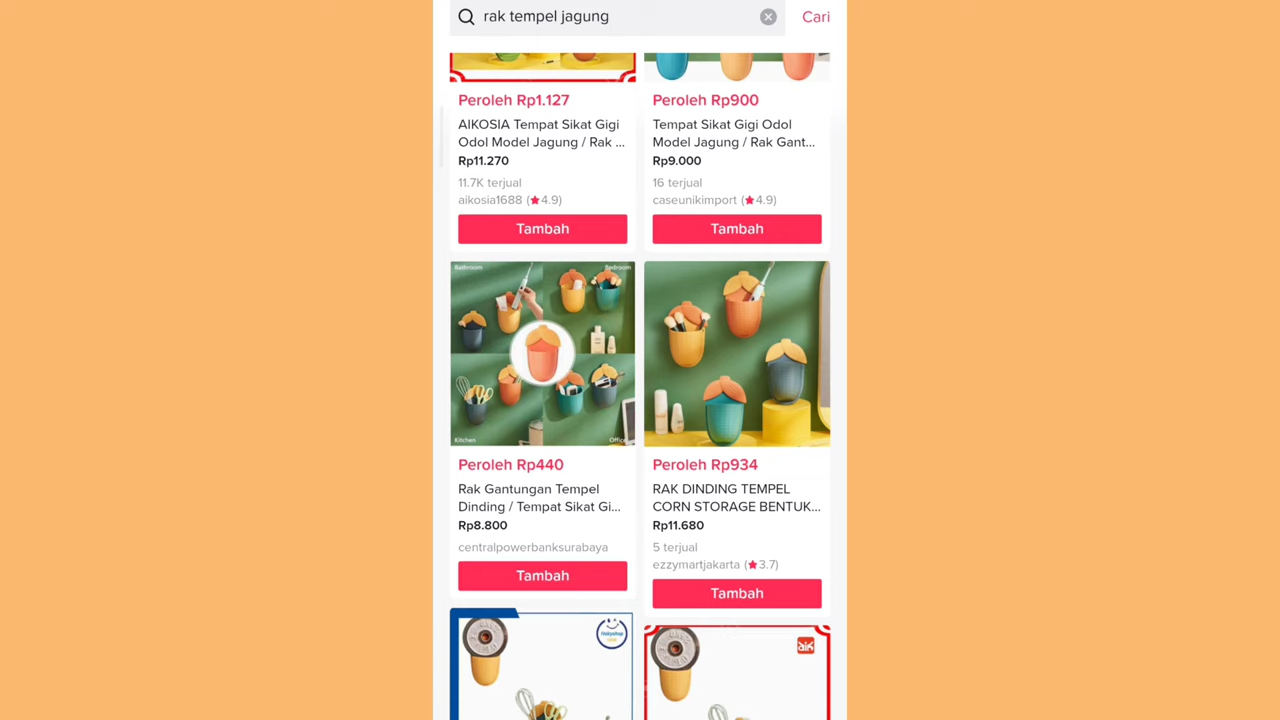 rak tempel jagung
Cari
Peroleh Rp1.127
AIKOSIA Tempat Sikat Gigi
Odol Model Jagung / Rak ...
Rp11.270
11.7K terjual
aikosia1688 (★4.9)
Tambah
Peroleh Rp900
Tempat Sikat Gigi Odol
Model Jagung / Rak Gant...
Rp9.000
16 terjual
caseunikimport (★4.9)
Tambah
Bathroom
Bedroom
Kitchen
Office
Peroleh Rp440
Rak Gantungan Tempel
Dinding / Tempat Sikat Gi...
Rp8.800
centralpowerbanksurabaya
Tambah
Peroleh Rp934
RAK DINDING TEMPEL
CORN STORAGE BENTUK...
Rp11.680
5 terjual
ezzymartjakarta (★3.7)
Tambah
aik